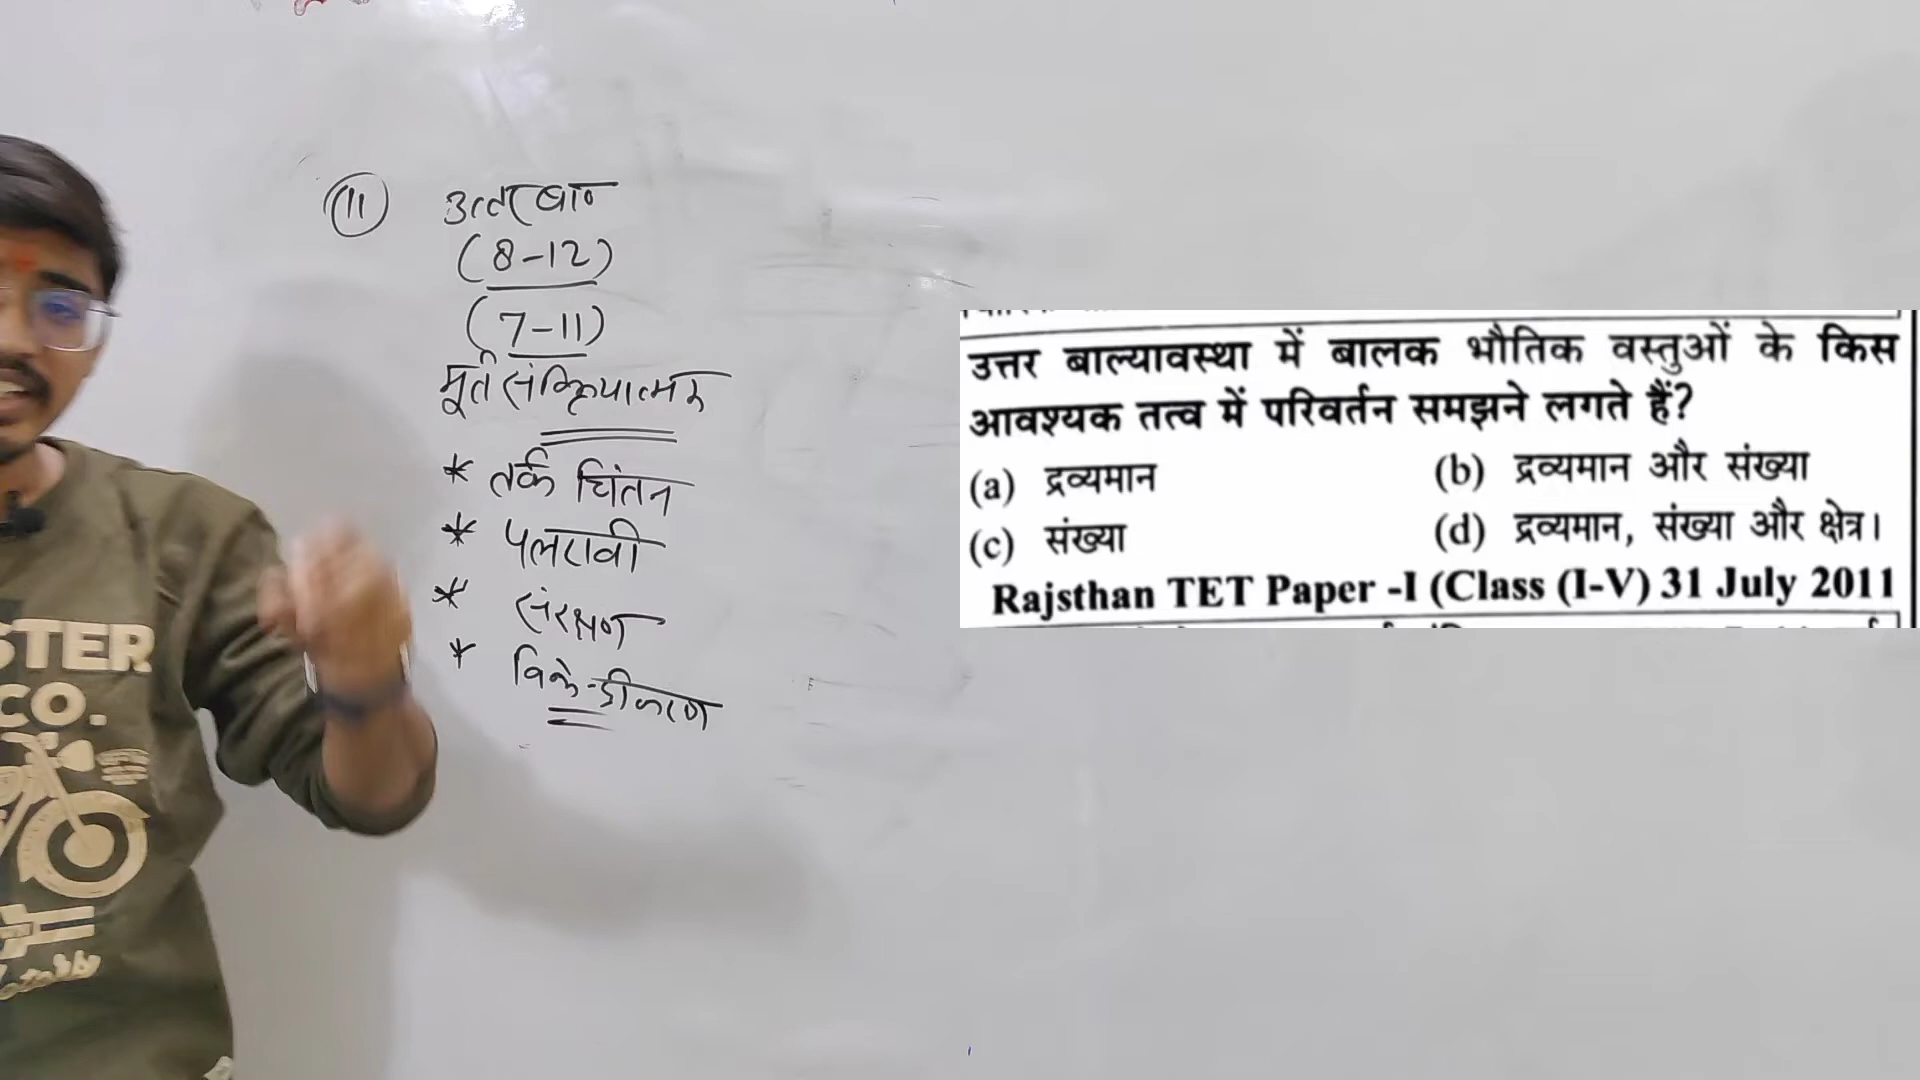 11 उत्तर बा०
(8-12)
(7-11)
मूर्त संक्रियात्मक
* तर्क चिंतन
* पलटावी
* संरक्षण
* विकेन्द्रीकरण
उत्तर बाल्यावस्था में बालक भौतिक वस्तुओं के किस
आवश्यक तत्व में परिवर्तन समझने लगते हैं?
(a) द्रव्यमान (b) द्रव्यमान और संख्या
(c) संख्या (d) द्रव्यमान, संख्या और क्षेत्र।
Rajsthan TET Paper -I (Class (I-V) 31 July 2011
STER
CO.